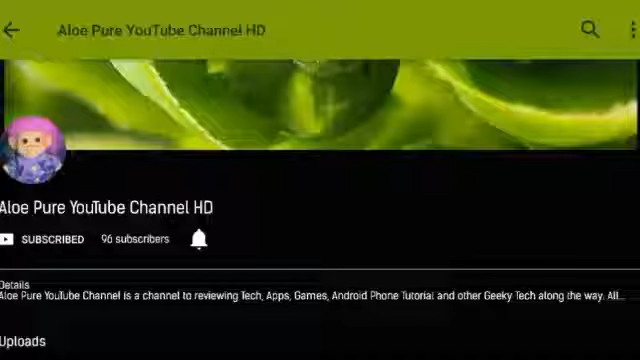 Aloe Pure YouTube Channel HD
Aloe Pure YouTube Channel HD
SUBSCRIBED 96 subscribers
Details
Aloe Pure YouTube Channel is a channel to reviewing Tech, Apps, Games, Android Phone Tutorial and other Geeky Tech along the way. All...
Uploads